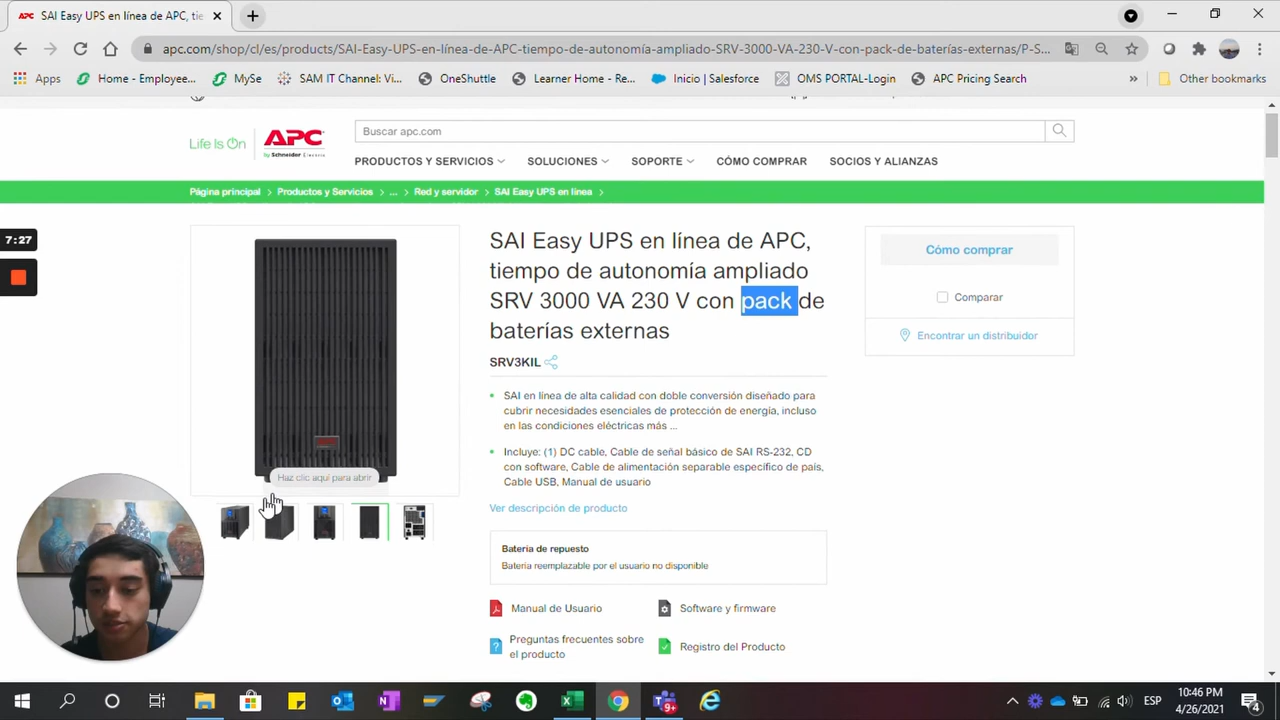 SAI Easy UPS en línea de APC, tie
apc.com/shop/cl/es/products/SAI-Easy-UPS-en-línea-de-APC-tiempo-de-autonomía-ampliado-SRV-3000-VA-230-V-con-pack-de-baterías-externas/P-S...
Apps
Home - Employee...
MySe
SAM IT Channel: Vi...
OneShuttle
Learner Home - Re...
Inicio | Salesforce
OMS PORTAL-Login
APC Pricing Search
»
Other bookmarks
Life Is On
APC
by Schneider Electric
Buscar apc.com
PRODUCTOS Y SERVICIOS
SOLUCIONES
SOPORTE
CÓMO COMPRAR
SOCIOS Y ALIANZAS
Página principal > Productos y Servicios > ... > Red y servidor > SAI Easy UPS en línea >
7:27
SAI Easy UPS en línea de APC,
tiempo de autonomía ampliado
SRV 3000 VA 230 V con pack de
baterías externas
SRV3KIL
Cómo comprar
Comparar
Encontrar un distribuidor
SAI en línea de alta calidad con doble conversión diseñado para
cubrir necesidades esenciales de protección de energía, incluso
en las condiciones eléctricas más ...
Incluye: (1) DC cable, Cable de señal básico de SAI RS-232, CD
con software, Cable de alimentación separable específico de país,
Cable USB, Manual de usuario
Haz clic aquí para abrir
Ver descripción de producto
Bateria de repuesto
Bateria reemplazable por el usuario no disponible
Manual de Usuario
Software y firmware
Preguntas frecuentes sobre
el producto
Registro del Producto
9+
ESP
10:46 PM
4/26/2021
4